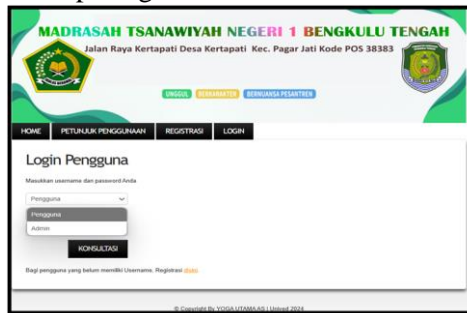 MADRASAH TSANAWIYAH NEGERI 1 BENGKULU TENGAH
Jalan Raya Kertapati Desa Kertapati Kec. Pagar Jati Kode POS 38383
UNGGUL BERKARAKTER BERNUANSA PESANTREN
HOME PETUNJUK PENGGUNAAN REGISTRASI LOGIN
Login Pengguna
Masukkan username dan password Anda
Pengguna
Pengguna
Admin
KONSULTASI
Bagi pengguna yang belum memiliki Username, Registrasi disini
© Copyright By YOGA UTAMA AG | Unived 2024